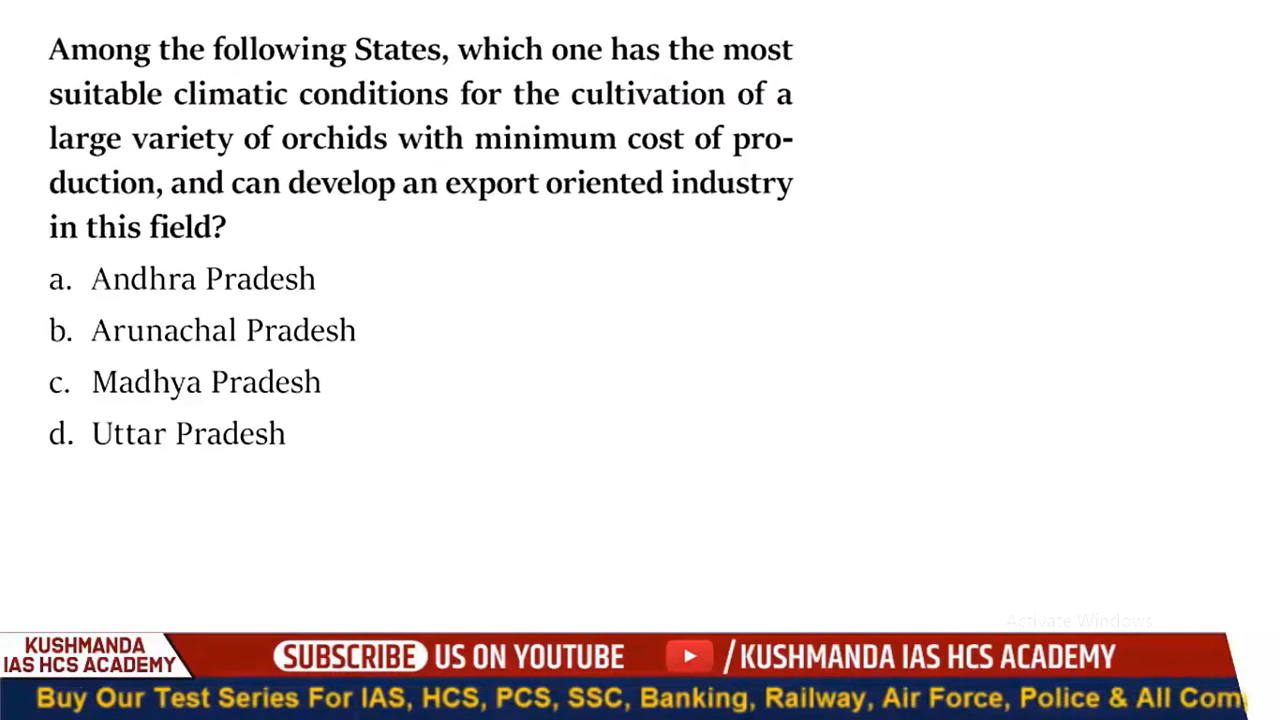 Among the following States, which one has the most
suitable climatic conditions for the cultivation of a
large variety of orchids with minimum cost of pro-
duction, and can develop an export oriented industry
in this field?
a. Andhra Pradesh
b. Arunachal Pradesh
c. Madhya Pradesh
d. Uttar Pradesh
Activate Windows
KUSHMANDA
IAS HCS ACADEMY
SUBSCRIBE US ON YOUTUBE /KUSHMANDA IAS HCS ACADEMY
Buy Our Test Series For IAS, HCS, PCS, SSC, Banking, Railway, Air Force, Police & All Com